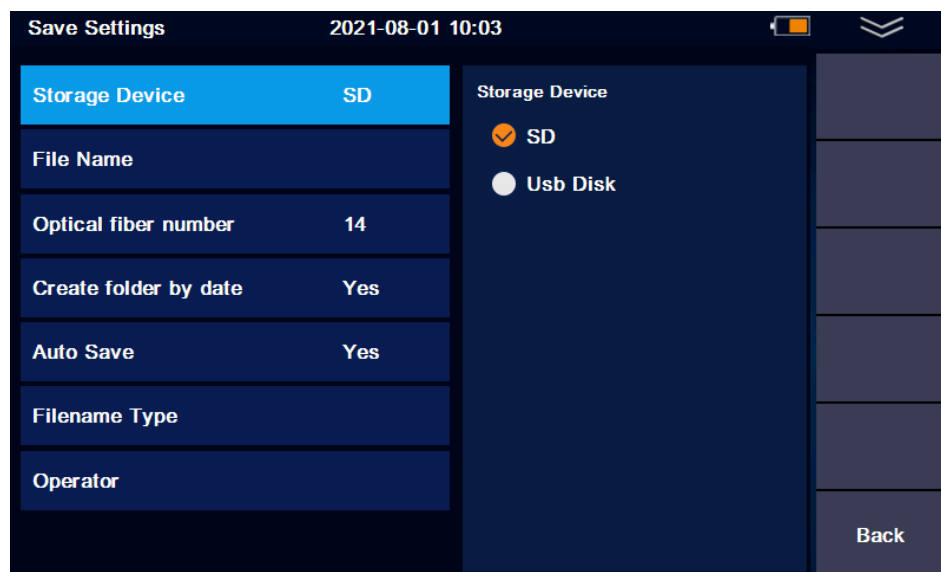 Save Settings 2021-08-01 10:03
Storage Device SD
File Name
Optical fiber number 14
Create folder by date Yes
Auto Save Yes
Filename Type
Operator
Storage Device
SD
Usb Disk
Back